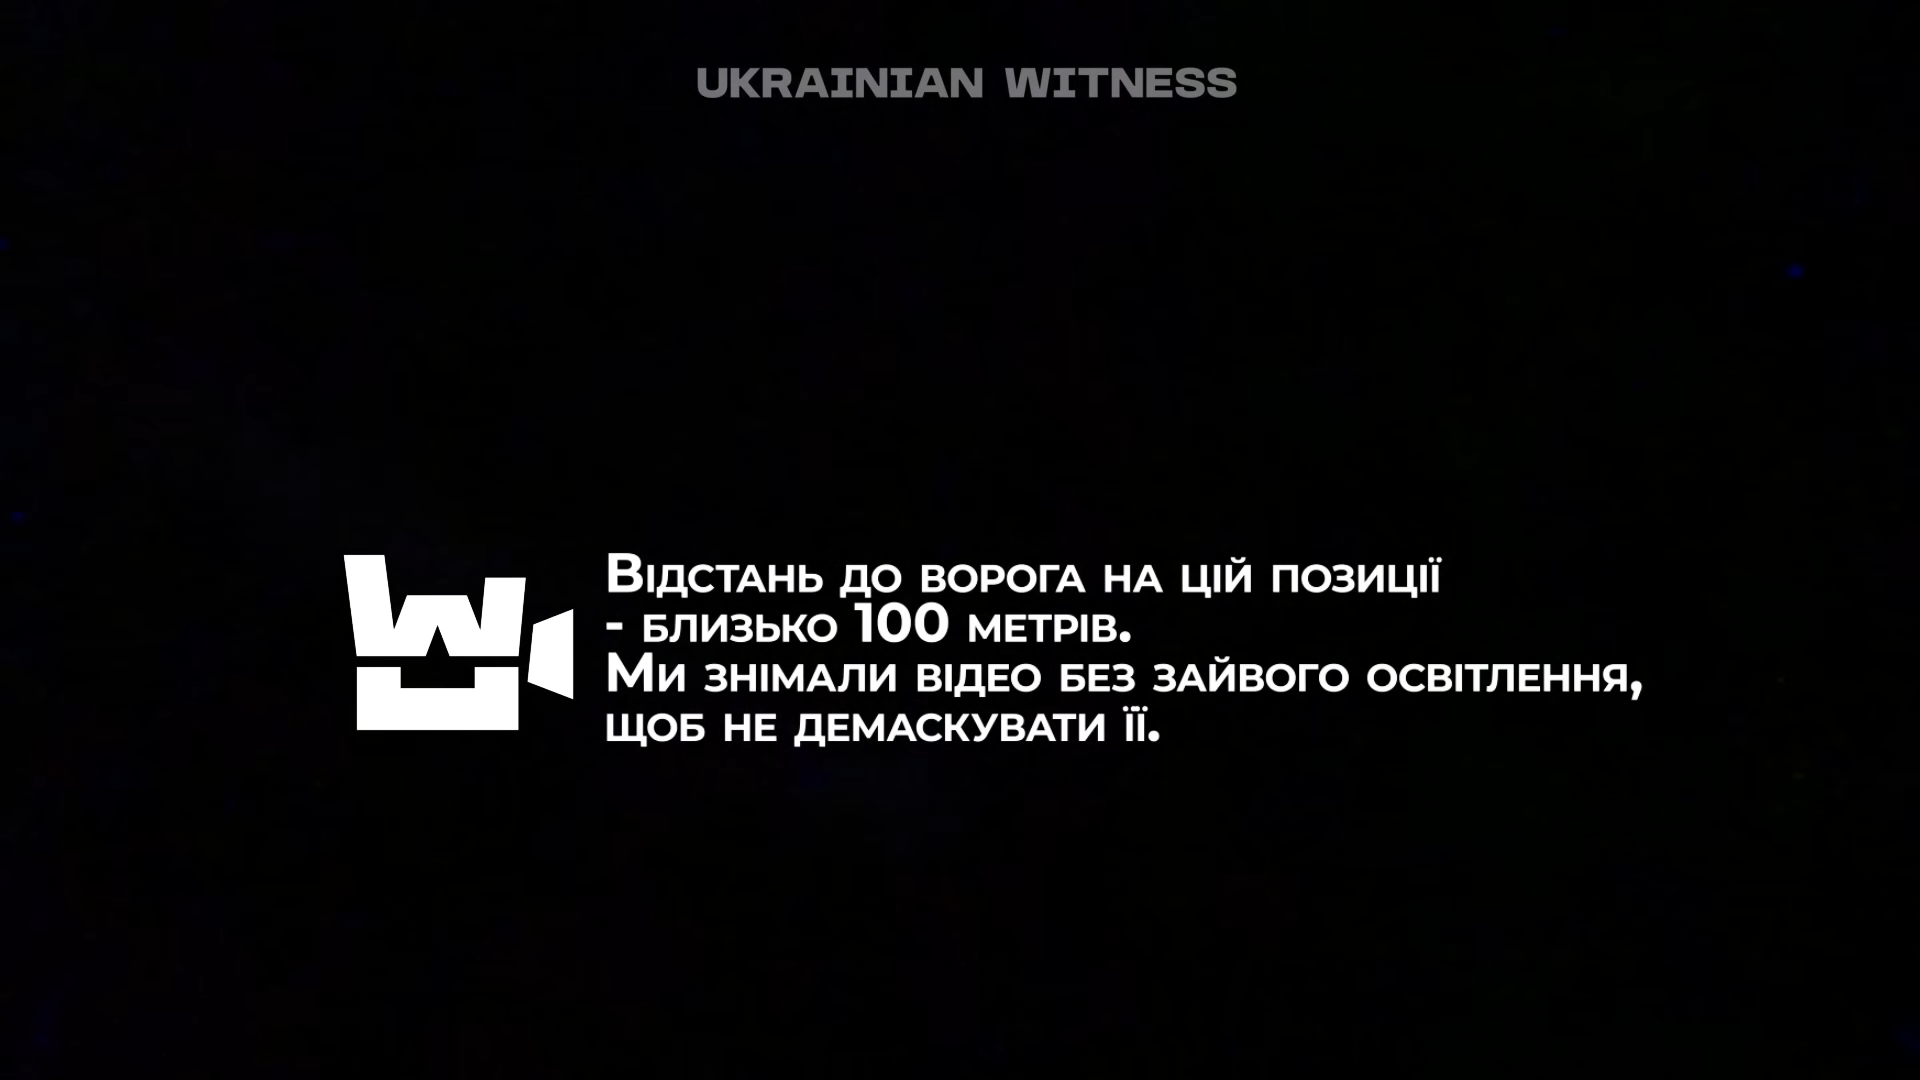 UKRAINIAN WITNESS
Відстань до ворога на цій позиції
- близько 100 метрів.
Ми знімали відео без зайвого освітлення,
щоб не демаскувати її.